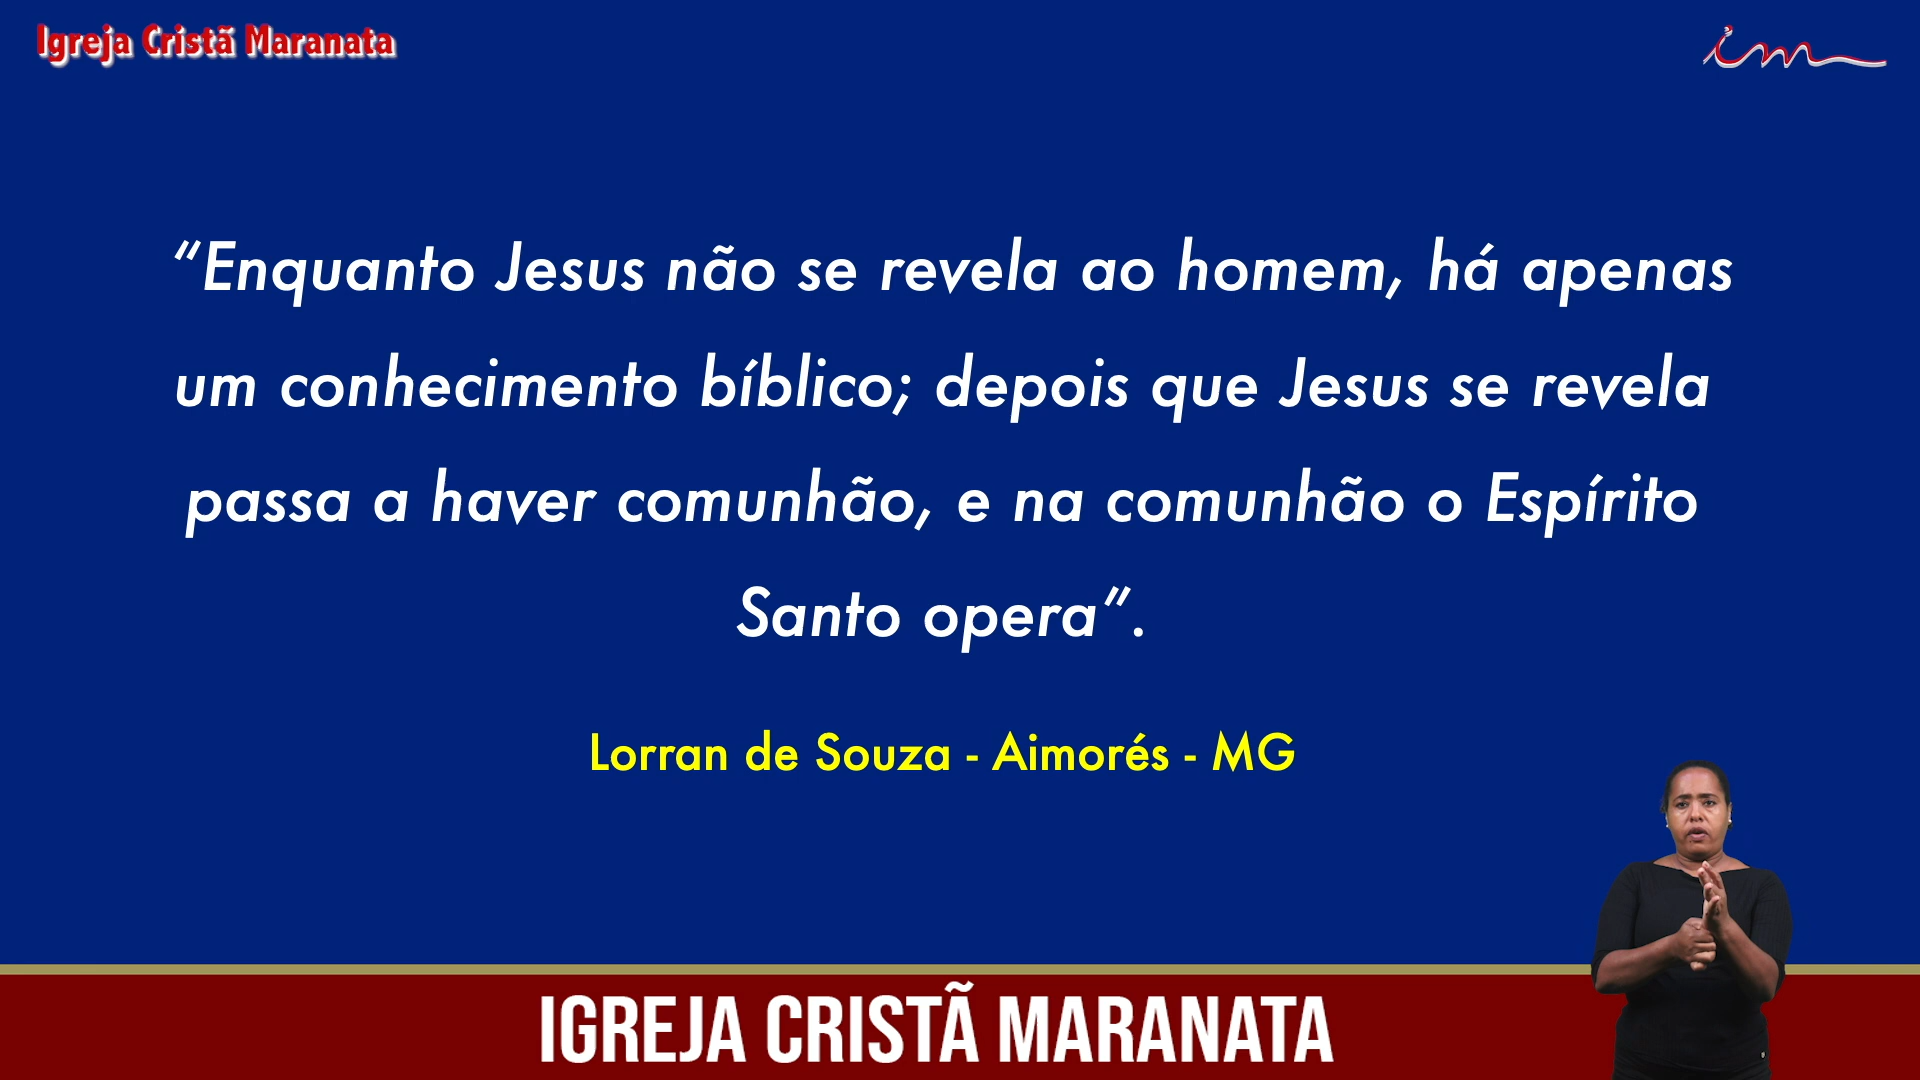 Igreja Cristã Maranata
im
“Enquanto Jesus não se revela ao homem, há apenas
um conhecimento bíblico; depois que Jesus se revela
passa a haver comunhão, e na comunhão o Espírito
Santo opera”.
Lorran de Souza - Aimorés - MG
IGREJA CRISTÃ MARANATA